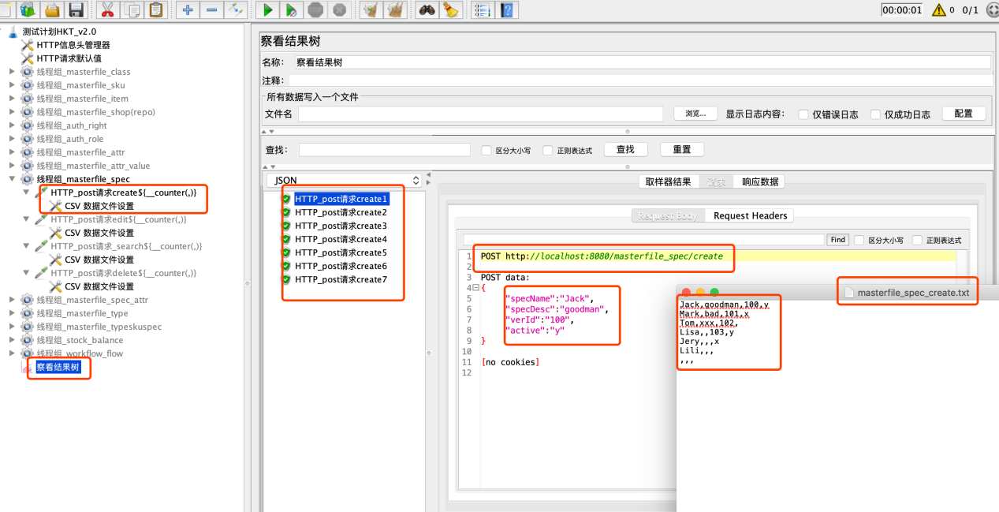 00:00:01 0 0/1
测试计划HKT_v2.0
HTTP信息头管理器
HTTP请求默认值
线程组_masterfile_class
线程组_masterfile_sku
线程组_masterfile_item
线程组_masterfile_shop(repo)
线程组_auth_right
线程组_auth_role
线程组_masterfile_attr
线程组_masterfile_attr_value
线程组_masterfile_spec
HTTP_post请求create${__counter(,)}
CSV 数据文件设置
HTTP_post请求edit${__counter(,)}
CSV 数据文件设置
HTTP_post请求_search${__counter(,)}
CSV 数据文件设置
HTTP_post请求delete${__counter(,)}
CSV 数据文件设置
线程组_masterfile_spec_attr
线程组_masterfile_type
线程组_masterfile_typeskuspec
线程组_stock_balance
线程组_workflow_flow
察看结果树
察看结果树
名称： 察看结果树
注释：
所有数据写入一个文件
文件名 浏览... 显示日志内容： 仅错误日志 仅成功日志 配置
查找： 区分大小写 正则表达式 查找 重置
JSON
HTTP_post请求create1
HTTP_post请求create2
HTTP_post请求create3
HTTP_post请求create4
HTTP_post请求create5
HTTP_post请求create6
HTTP_post请求create7
取样器结果 请求 响应数据
Request Body Request Headers
Find 区分大小写 正则表达式
1 POST http://localhost:8080/masterfile_spec/create
2
3 POST data:
4 {
5 "specName":"Jack",
6 "specDesc":"goodman",
7 "verId":"100",
8 "active":"y"
9 }
10
11 [no cookies]
12
masterfile_spec_create.txt
Jack,goodman,100,y
Mark,bad,101,x
Tom,xxx,102,
Lisa,,103,y
Jery,,,x
Lili,,,
,,,